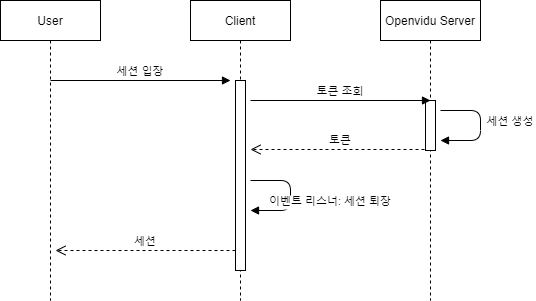 User
Client
Openvidu Server
세션 입장
토큰 조회
세션 생성
토큰
이벤트 리스너: 세션 퇴장
세션